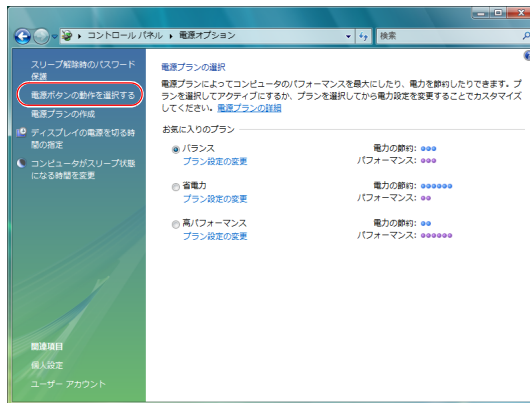 コントロール パネル ▸ 電源オプション
検索
スリープ解除時のパスワード
保護
電源ボタンの動作を選択する
電源プランの作成
ディスプレイの電源を切る時
間の指定
コンピュータがスリープ状態
になる時間を変更
関連項目
個人設定
ユーザー アカウント
電源プランの選択
電源プランによってコンピュータのパフォーマンスを最大にしたり、電力を節約したりできます。プ
ランを選択してアクティブにするか、プランを選択してから電力設定を変更することでカスタマイズ
してください。電源プランの詳細
お気に入りのプラン
バランス 電力の節約:
プラン設定の変更 パフォーマンス:
省電力 電力の節約:
プラン設定の変更 パフォーマンス:
高パフォーマンス 電力の節約:
プラン設定の変更 パフォーマンス: